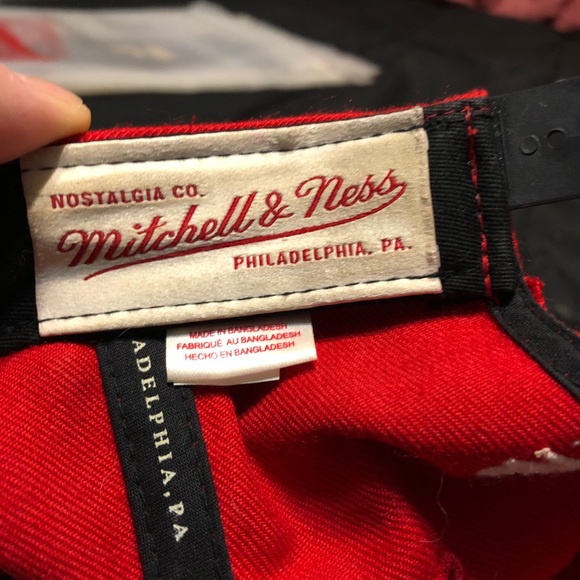 NOSTALGIA CO.
Mitchell & Ness
PHILADELPHIA, PA.
MADE IN BANGLADESH
FABRIQUÉ AU BANGLADESH
HECHO EN BANGLADESH
ADELPHIA, PA